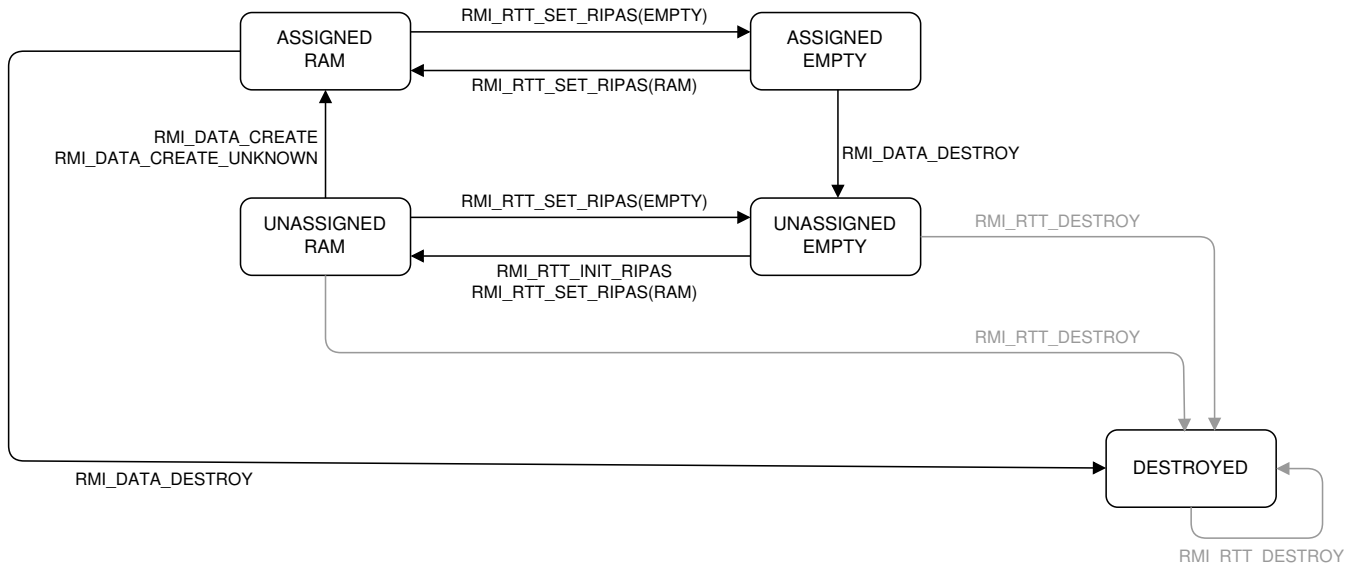 RMI_RTT_SET_RIPAS(EMPTY)
ASSIGNED
RAM
ASSIGNED
EMPTY
RMI_RTT_SET_RIPAS(RAM)
RMI_DATA_CREATE
RMI_DATA_CREATE_UNKNOWN
RMI_DATA_DESTROY
RMI_RTT_SET_RIPAS(EMPTY)
UNASSIGNED
RAM
UNASSIGNED
EMPTY
RMI_RTT_DESTROY
RMI_RTT_INIT_RIPAS
RMI_RTT_SET_RIPAS(RAM)
RMI_RTT_DESTROY
DESTROYED
RMI_DATA_DESTROY
RMI_RTT_DESTROY